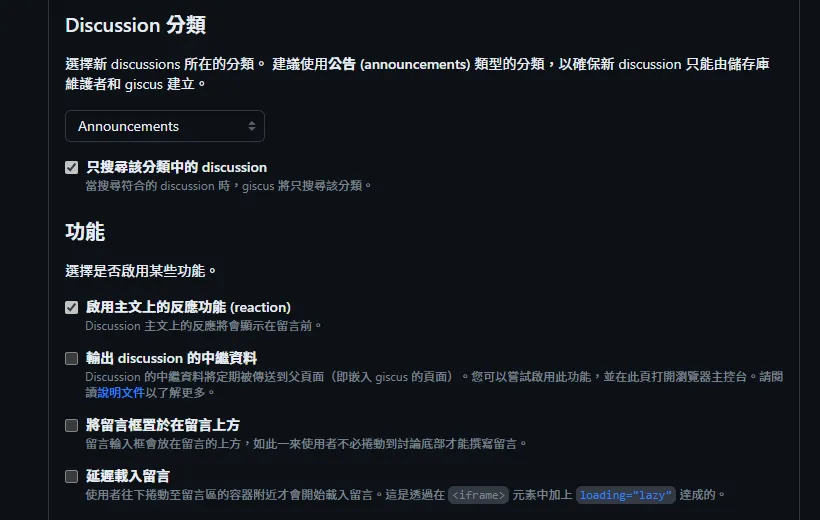 Discussion 分類
選擇新 discussions 所在的分類。 建議使用公告 (announcements) 類型的分類，以確保新 discussion 只能由儲存庫
維護者和 giscus 建立。
Announcements
只搜尋該分類中的 discussion
當搜尋符合的 discussion 時，giscus 將只搜尋該分類。
功能
選擇是否啟用某些功能。
啟用主文上的反應功能 (reaction)
Discussion 主文上的反應將會顯示在留言前。
輸出 discussion 的中繼資料
Discussion 的中繼資料將定期被傳送到父頁面（即嵌入 giscus 的頁面）。您可以嘗試啟用此功能，並在此頁打開瀏覽器主控台。請閱
讀說明文件以了解更多。
將留言框置於在留言上方
留言輸入框會放在留言的上方，如此一來使用者不必捲動到討論底部才能撰寫留言。
延遲載入留言
使用者往下捲動至留言區的容器附近才會開始載入留言。這是透過在 <iframe> 元素中加上 loading="lazy" 達成的。